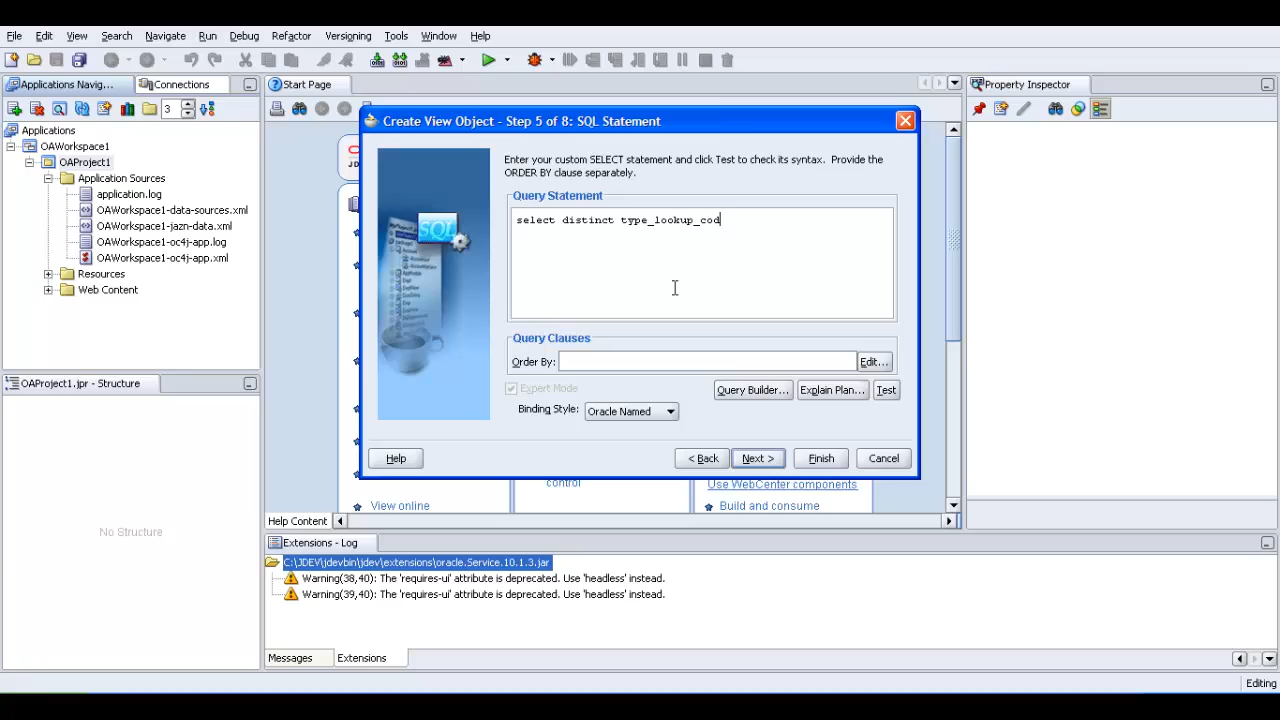 File Edit View Search Navigate Run Debug Refactor Versioning Tools Window Help
Applications Navig... Connections
Start Page
Property Inspector
3
Applications
OAWorkspace1
OAProject1
Application Sources
application.log
OAWorkspace1-data-sources.xml
OAWorkspace1-jazn-data.xml
OAWorkspace1-oc4j-app.log
OAWorkspace1-oc4j-app.xml
Resources
Web Content
OAProject1.jpr - Structure
No Structure
Create View Object - Step 5 of 8: SQL Statement
Enter your custom SELECT statement and click Test to check its syntax. Provide the
ORDER BY clause separately.
Query Statement
select distinct type_lookup_cod
SQL
Query Clauses
Order By: Edit...
Expert Mode
Query Builder... Explain Plan... Test
Binding Style: Oracle Named
Help < Back Next > Finish Cancel
control
Use WebCenter components
View online
Build and consume
Help Content
Extensions - Log
C:\JDEV\jdevbin\jdev\extensions\oracle.Service.10.1.3.jar
Warning(38,40): The 'requires-ui' attribute is deprecated. Use 'headless' instead.
Warning(39,40): The 'requires-ui' attribute is deprecated. Use 'headless' instead.
Messages Extensions
Editing